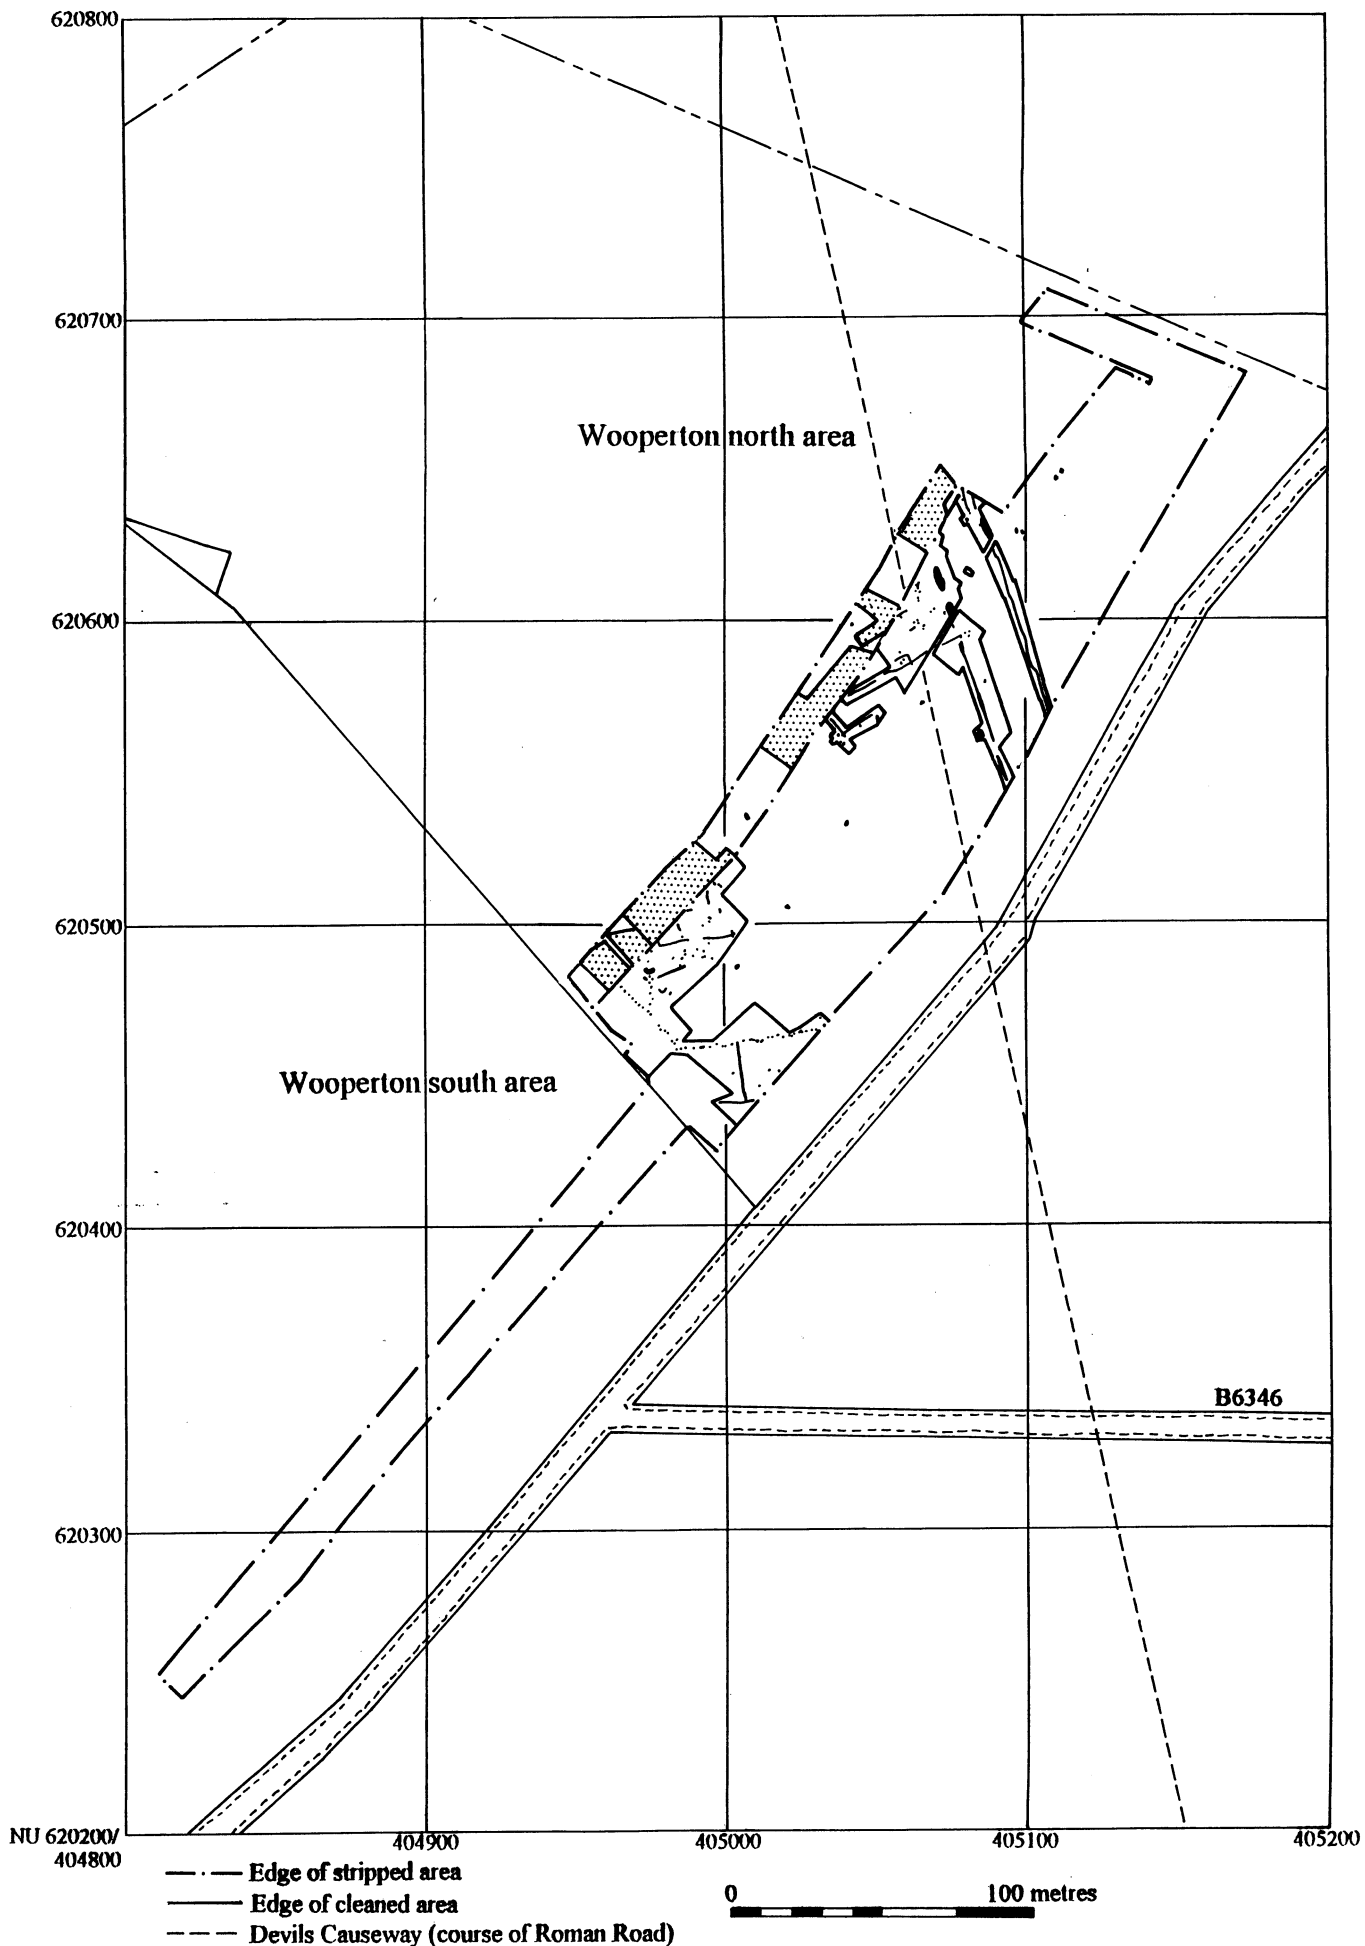 620800
620700
Wooperton north area
620600
620500
Wooperton south area
620400
B6346
620300
NU 620200/
404800
404900
405000
405100
405200
Edge of stripped area
Edge of cleaned area
Devils Causeway (course of Roman Road)
0
100 metres